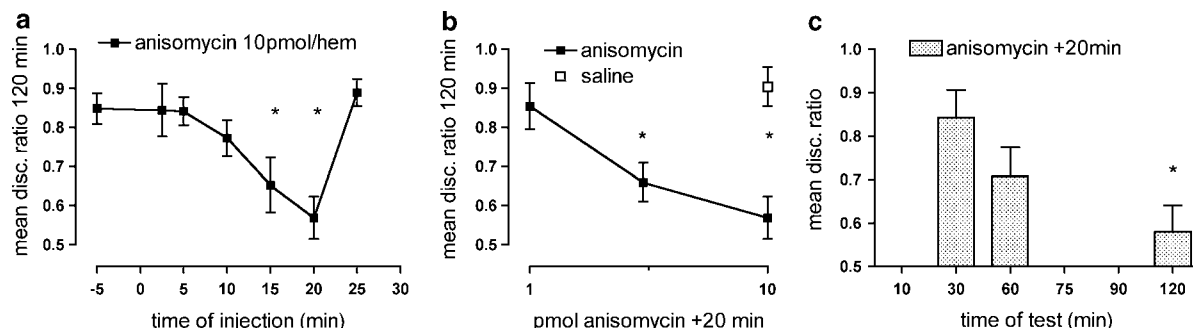 a
anisomycin 10pmol/hem
mean disc. ratio 120 min
1.0
0.9
0.8
0.7
0.6
0.5
*
*
-5 0 5 10 15 20 25 30
time of injection (min)
b
anisomycin
saline
mean disc. ratio 120 min
1.0
0.9
0.8
0.7
0.6
0.5
*
*
1 10
pmol anisomycin +20 min
c
anisomycin +20min
mean disc. ratio
1.0
0.9
0.8
0.7
0.6
0.5
*
10 30 60 75 90 120
time of test (min)